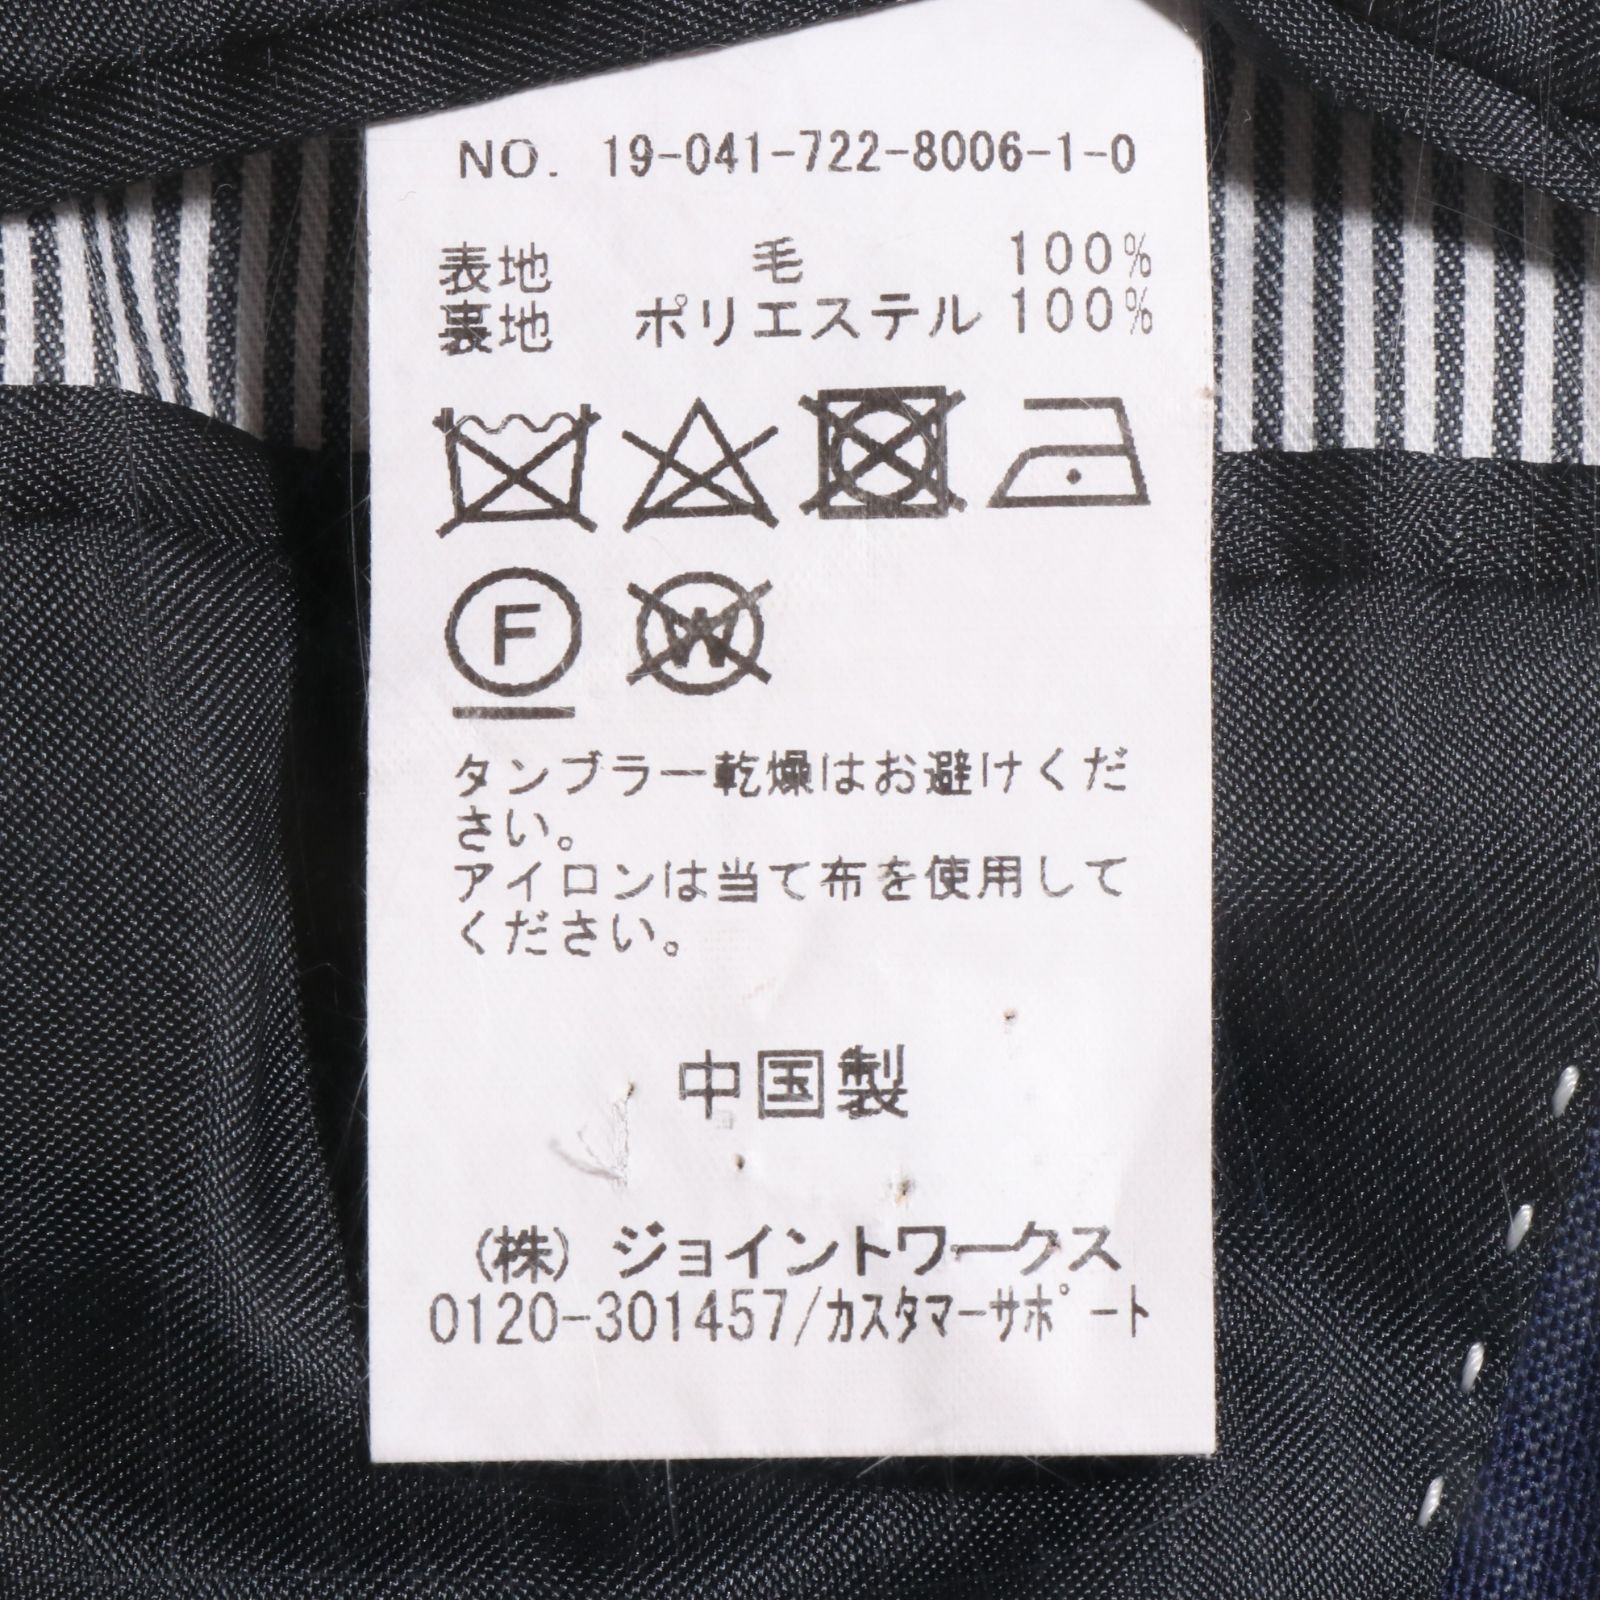 NO. 19-041-722-8006-1-0
表地 毛 100%
裏地 ポリエステル 100%
F W
タンブラー乾燥はお避けくだ
さい。
アイロンは当て布を使用して
ください。
中国製
(株) ジョイントワークス
0120-301457/ｶｽﾀﾏｰｻﾎﾟｰﾄ